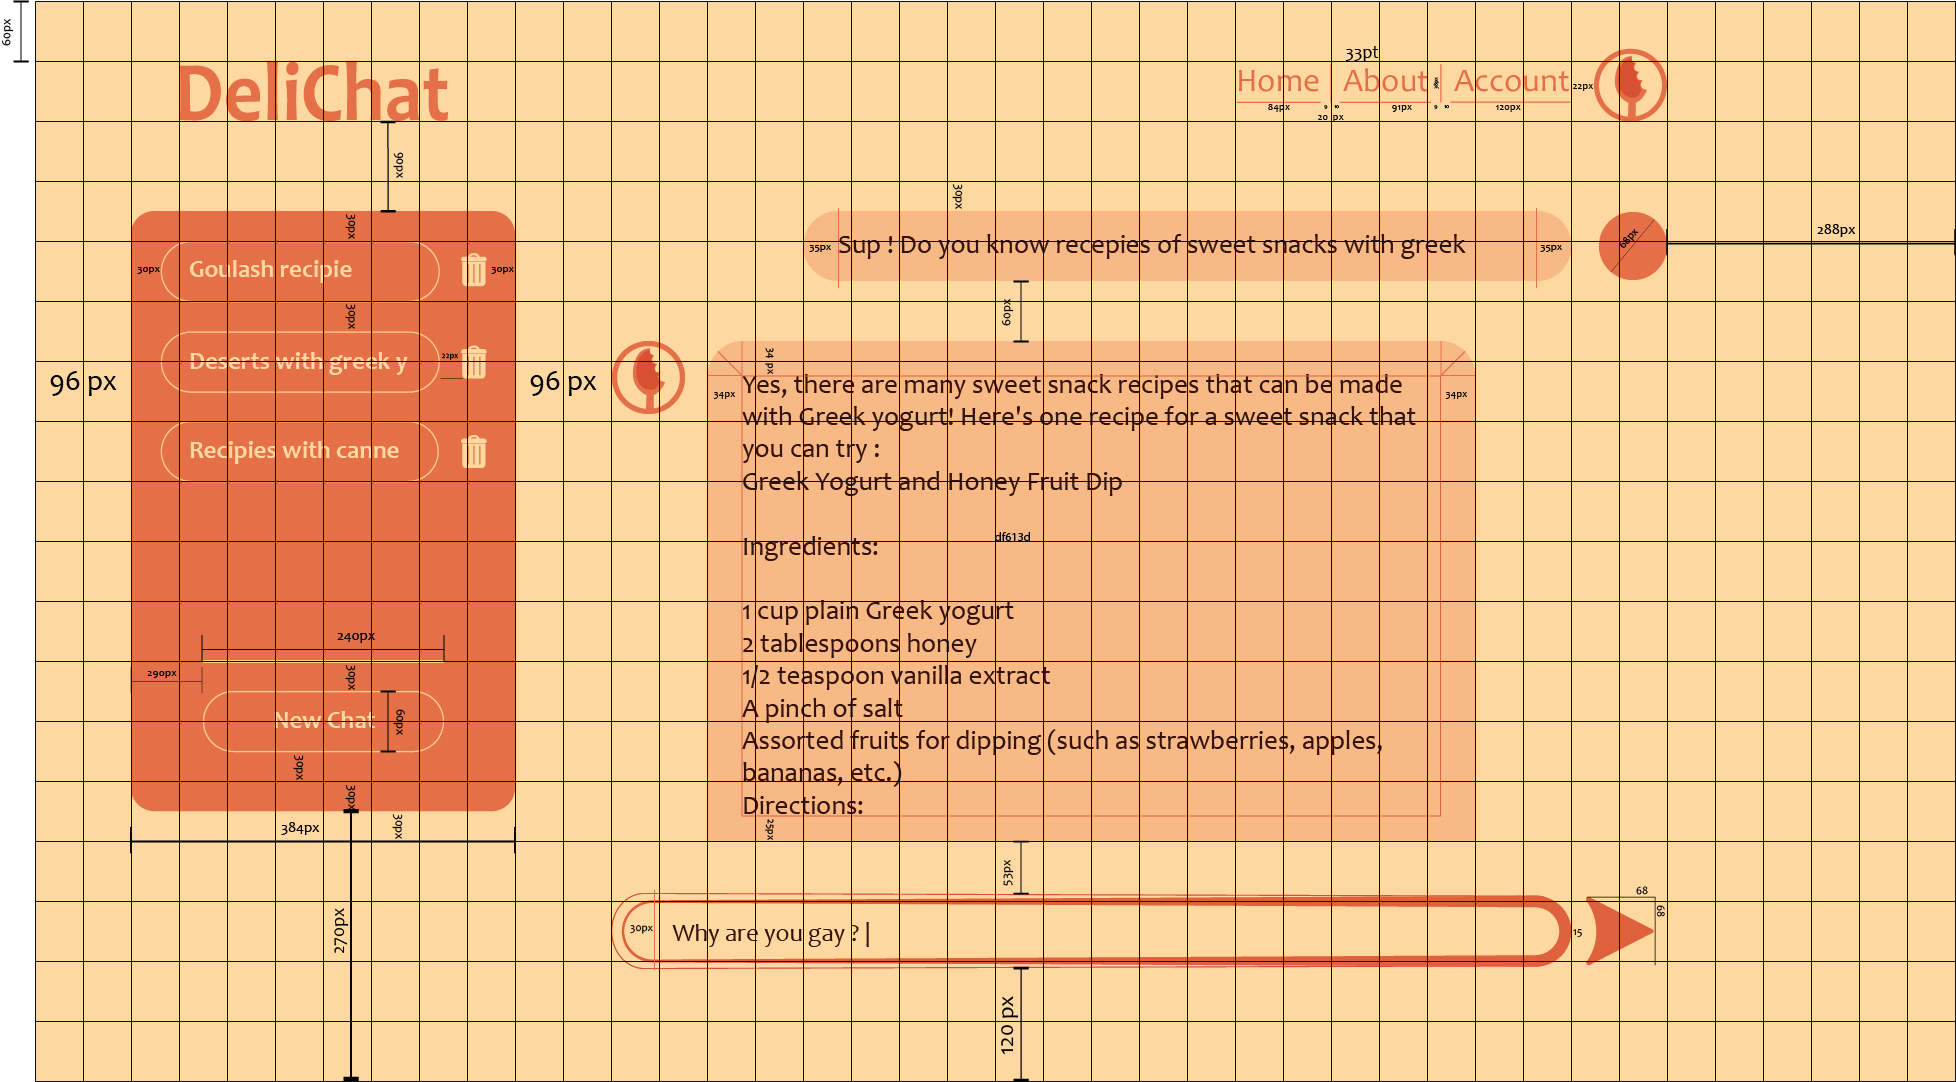 60px
DeliChat
33pt
Home About 38px Account 22px
84px 9 8 91px 9 8 120px
20 px
90px
30px
30px
35px Sup ! Do you know recepies of sweet snacks with greek 35px 68px 288px
30px Goulash recipie 30px
30px
60px
Deserts with greek y 22px
96 px 96 px
34 px
34px Yes, there are many sweet snack recipes that can be made 34px
with Greek yogurt! Here's one recipe for a sweet snack that
you can try :
Recipies with canne
Greek Yogurt and Honey Fruit Dip
df613d
Ingredients:
1 cup plain Greek yogurt
2 tablespoons honey
1/2 teaspoon vanilla extract
A pinch of salt
Assorted fruits for dipping (such as strawberries, apples,
bananas, etc.)
Directions:
25px
240px
290px 30px
New Chat 60px
30px
30px
384px 30px
53px
270px
30px Why are you gay ? |
15
68
68
120 px